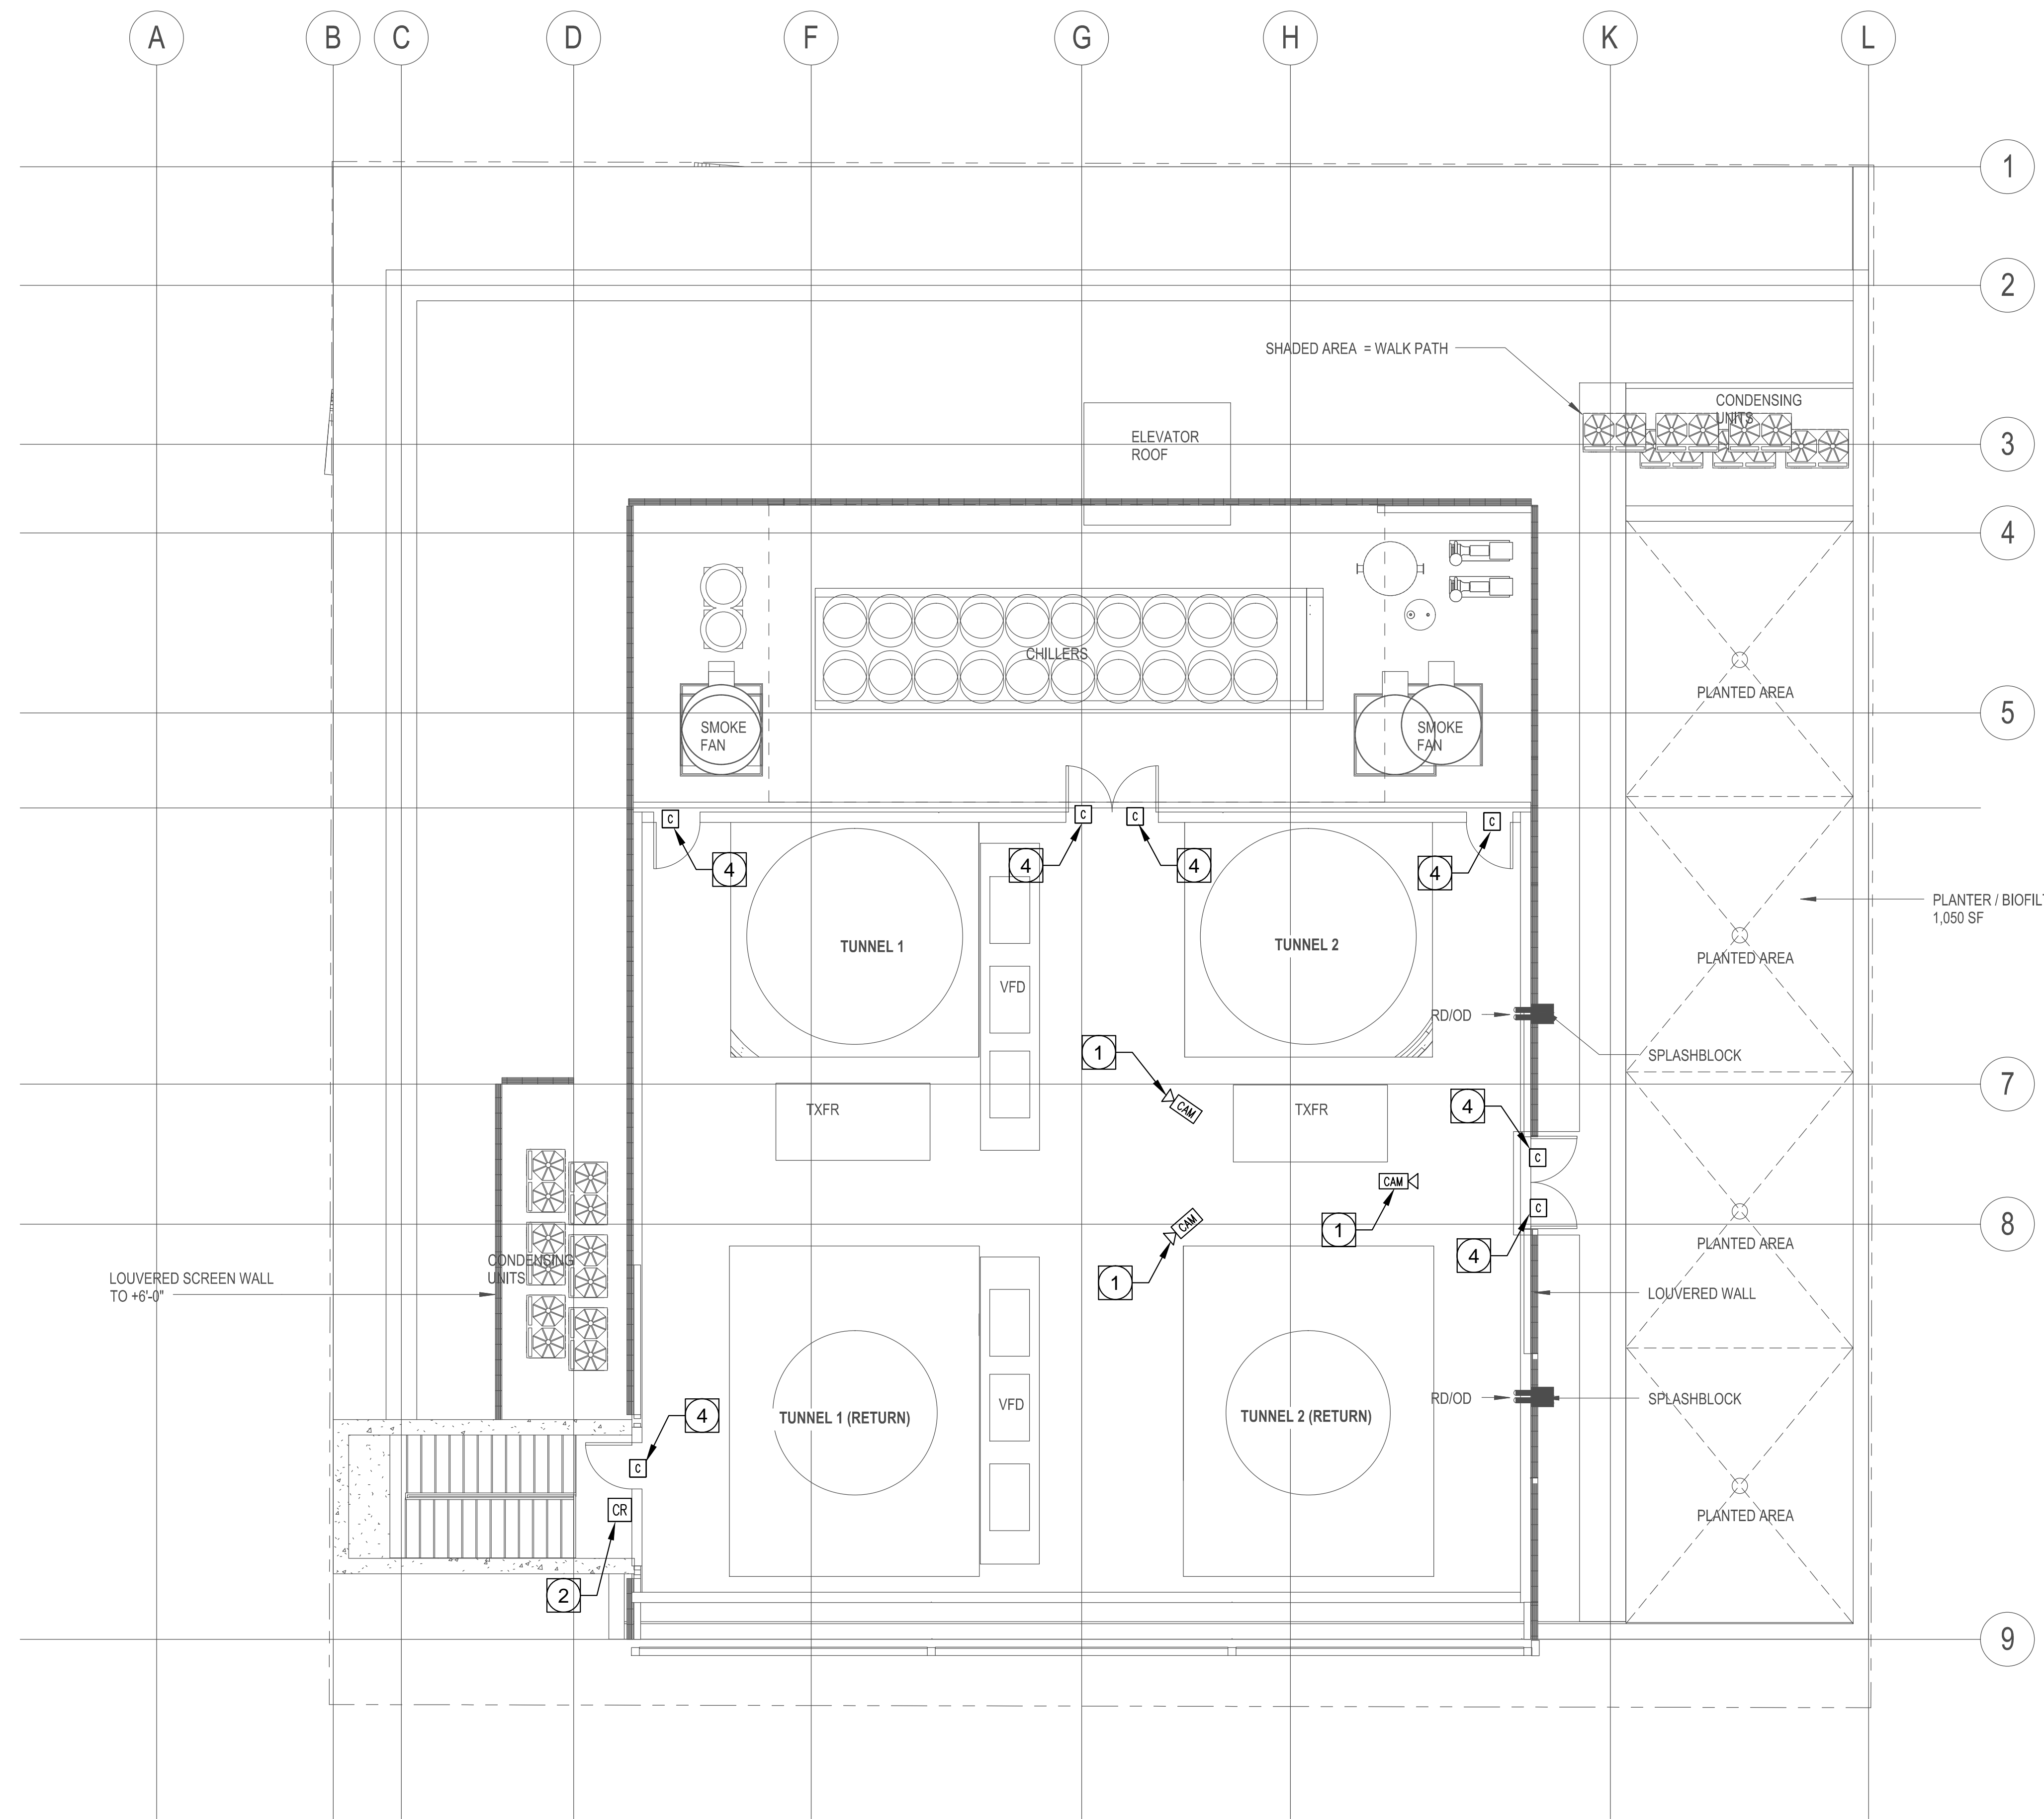 A B C D F G H K L
1
2
SHADED AREA = WALK PATH
CONDENSING
UNITS
3
ELEVATOR
ROOF
4
CHILLERS
PLANTED AREA
5
SMOKE
FAN
SMOKE
FAN
C C C C
4 4 4 4
PLANTER /
1,050 SF
TUNNEL 1
TUNNEL 2
PLANTED AREA
VFD
RD/OD
SPLASHBLOCK
1
7
TXFR
CAM
TXFR
4
C
CAM
C
CAM
1
8
4
PLANTED AREA
CONDENSING
UNITS
LOUVERED SCREEN WALL
TO +6'-0"
1
LOUVERED WALL
RD/OD
SPLASHBLOCK
VFD
4
TUNNEL 1 (RETURN)
TUNNEL 2 (RETURN)
C
CR
PLANTED AREA
2
9